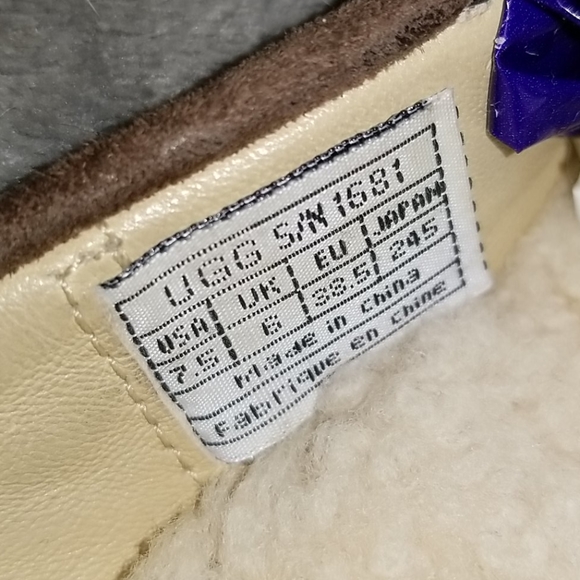 UGG S/N 1681
USA UK EU JAPAN
7.5 6 38.5 245
Made in China
Fabriqué en chine